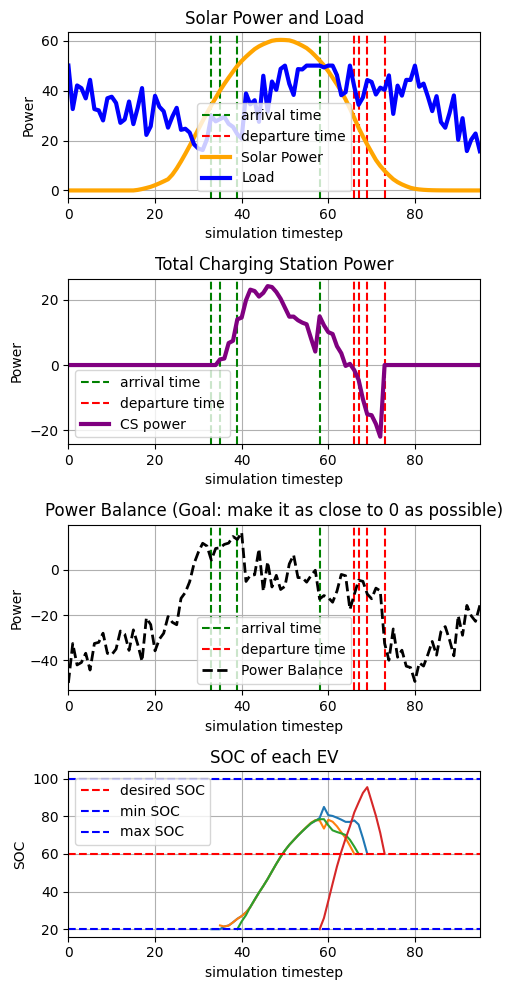 Solar Power and Load
60
40
20
0
Power
arrival time
departure time
Solar Power
Load
0 20 40 60 80
simulation timestep
Total Charging Station Power
20
0
−20
Power
arrival time
departure time
CS power
0 20 40 60 80
simulation timestep
Power Balance (Goal: make it as close to 0 as possible)
0
−20
−40
Power
arrival time
departure time
Power Balance
0 20 40 60 80
simulation timestep
SOC of each EV
100
80
60
40
20
SOC
desired SOC
min SOC
max SOC
0 20 40 60 80
simulation timestep